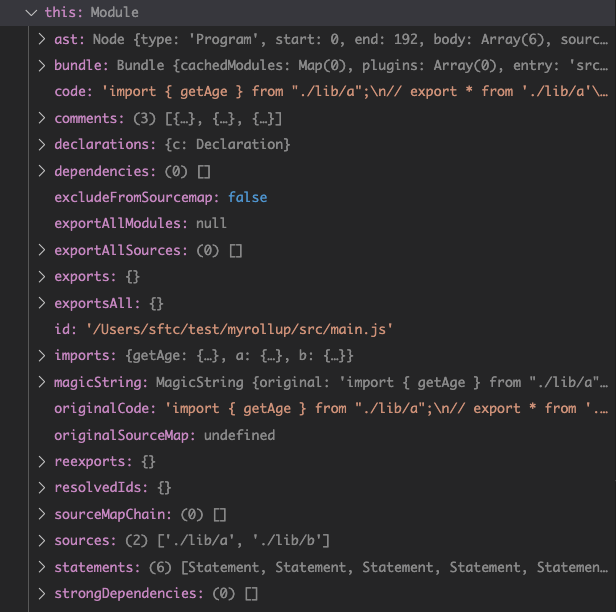 this: Module
ast: Node {type: 'Program', start: 0, end: 192, body: Array(6), sourc…
bundle: Bundle {cachedModules: Map(0), plugins: Array(0), entry: 'src…
code: 'import { getAge } from "./lib/a";\n// export * from './lib/a'\…
comments: (3) [{…}, {…}, {…}]
declarations: {c: Declaration}
dependencies: (0) []
excludeFromSourcemap: false
exportAllModules: null
exportAllSources: (0) []
exports: {}
exportsAll: {}
id: '/Users/sftc/test/myrollup/src/main.js'
imports: {getAge: {…}, a: {…}, b: {…}}
magicString: MagicString {original: 'import { getAge } from "./lib/a"…
originalCode: 'import { getAge } from "./lib/a";\n// export * from '.…
originalSourceMap: undefined
reexports: {}
resolvedIds: {}
sourceMapChain: (0) []
sources: (2) ['./lib/a', './lib/b']
statements: (6) [Statement, Statement, Statement, Statement, Statemen…
strongDependencies: (0) []